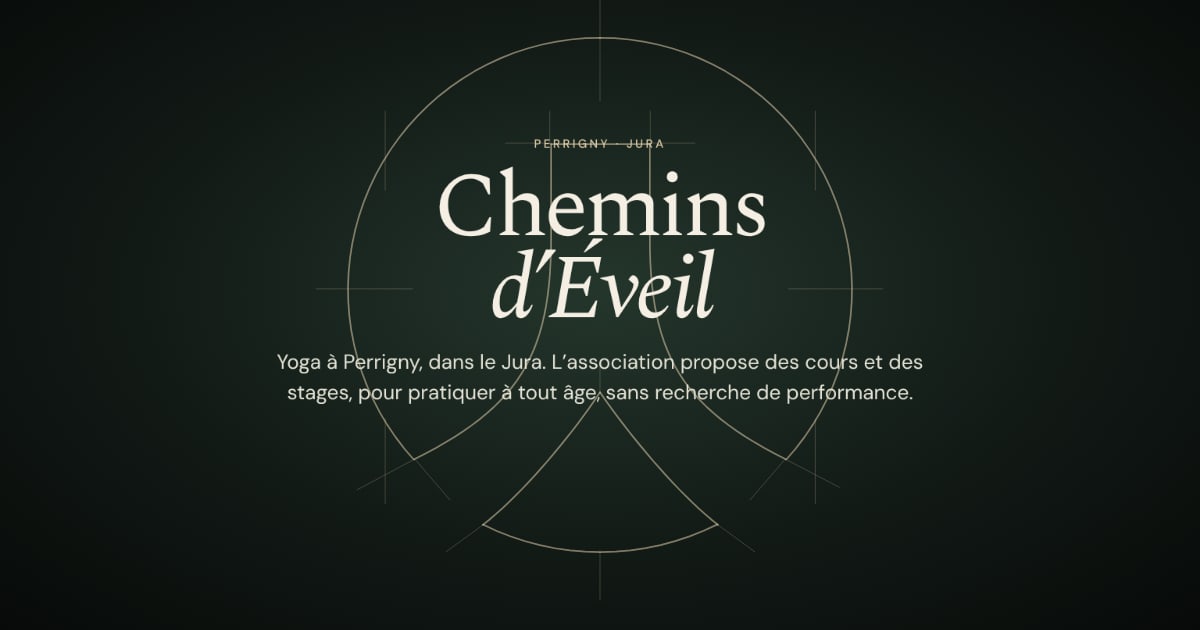 PERRIGNY · JURA
Chemins
d’Éveil
Yoga à Perrigny, dans le Jura. L’association propose des cours et des
stages, pour pratiquer à tout âge, sans recherche de performance.